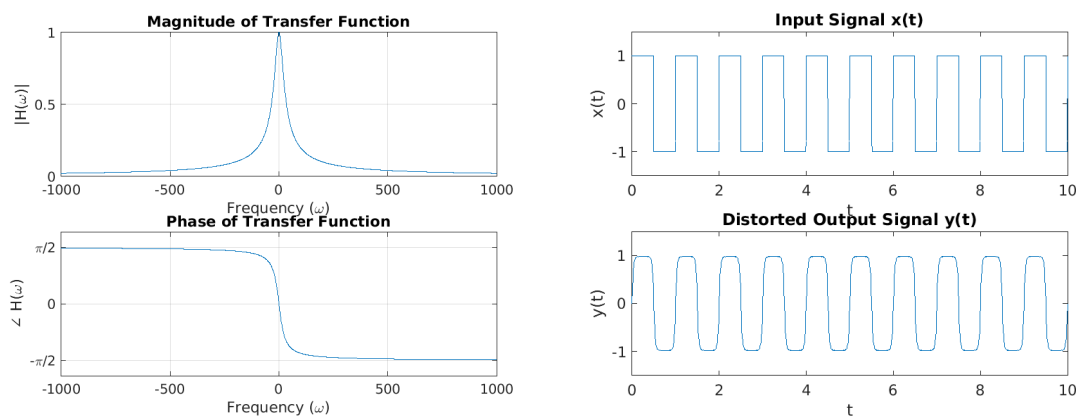 Magnitude of Transfer Function
1
0.5
0
|H(ω)|
-1000 -500 0 500 1000
Frequency (ω)
Phase of Transfer Function
π/2
0
-π/2
∠ H(ω)
-1000 -500 0 500 1000
Frequency (ω)
Input Signal x(t)
1
0
-1
x(t)
0 2 4 6 8 10
t
Distorted Output Signal y(t)
1
0
-1
y(t)
0 2 4 6 8 10
t